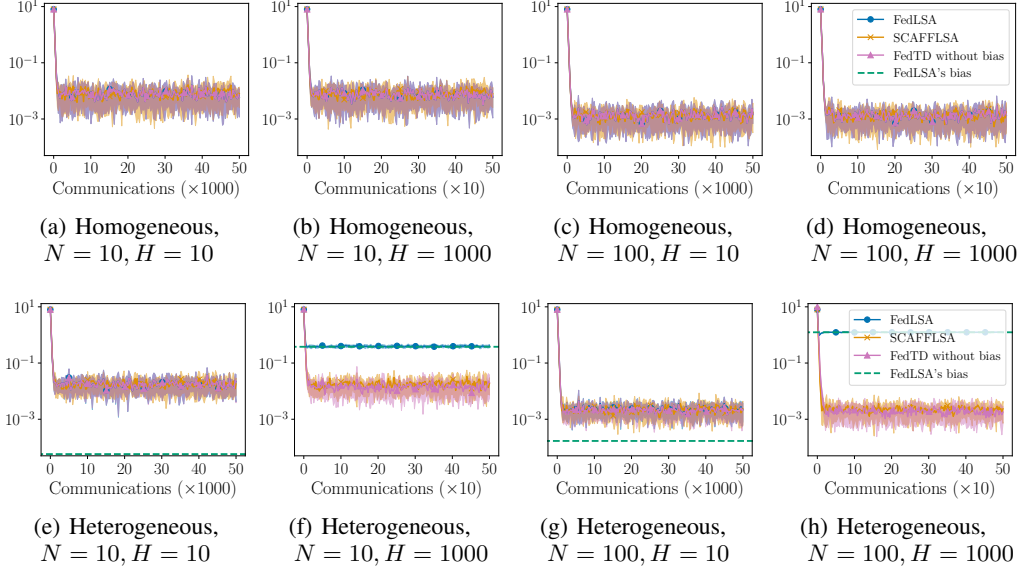 10^1
10^{-1}
10^{-3}
0 10 20 30 40 50
Communications (×1000)
(a) Homogeneous,
N = 10, H = 10
10^1
10^{-1}
10^{-3}
0 10 20 30 40 50
Communications (×10)
(b) Homogeneous,
N = 10, H = 1000
10^1
10^{-1}
10^{-3}
0 10 20 30 40 50
Communications (×1000)
(c) Homogeneous,
N = 100, H = 10
10^1
10^{-1}
10^{-3}
FedLSA
SCAFFLSA
FedTD without bias
FedLSA's bias
0 10 20 30 40 50
Communications (×10)
(d) Homogeneous,
N = 100, H = 1000
10^1
10^{-1}
10^{-3}
0 10 20 30 40 50
Communications (×1000)
(e) Heterogeneous,
N = 10, H = 10
10^1
10^{-1}
10^{-3}
0 10 20 30 40 50
Communications (×10)
(f) Heterogeneous,
N = 10, H = 1000
10^1
10^{-1}
10^{-3}
0 10 20 30 40 50
Communications (×1000)
(g) Heterogeneous,
N = 100, H = 10
10^1
10^{-1}
10^{-3}
FedLSA
SCAFFLSA
FedTD without bias
FedLSA's bias
0 10 20 30 40 50
Communications (×10)
(h) Heterogeneous,
N = 100, H = 1000